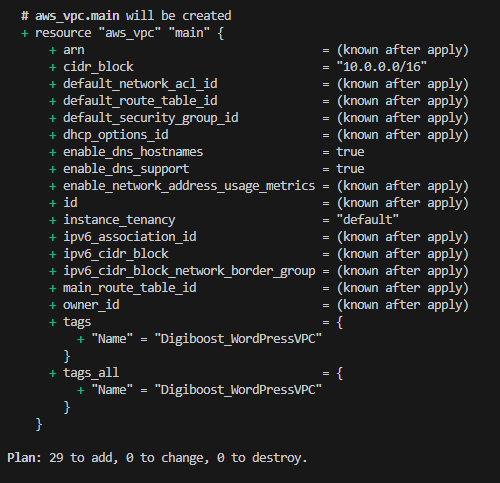 # aws_vpc.main will be created
+ resource "aws_vpc" "main" {
+ arn = (known after apply)
+ cidr_block = "10.0.0.0/16"
+ default_network_acl_id = (known after apply)
+ default_route_table_id = (known after apply)
+ default_security_group_id = (known after apply)
+ dhcp_options_id = (known after apply)
+ enable_dns_hostnames = true
+ enable_dns_support = true
+ enable_network_address_usage_metrics = (known after apply)
+ id = (known after apply)
+ instance_tenancy = "default"
+ ipv6_association_id = (known after apply)
+ ipv6_cidr_block = (known after apply)
+ ipv6_cidr_block_network_border_group = (known after apply)
+ main_route_table_id = (known after apply)
+ owner_id = (known after apply)
+ tags = {
+ "Name" = "Digiboost_WordPressVPC"
}
+ tags_all = {
+ "Name" = "Digiboost_WordPressVPC"
}
}
Plan: 29 to add, 0 to change, 0 to destroy.